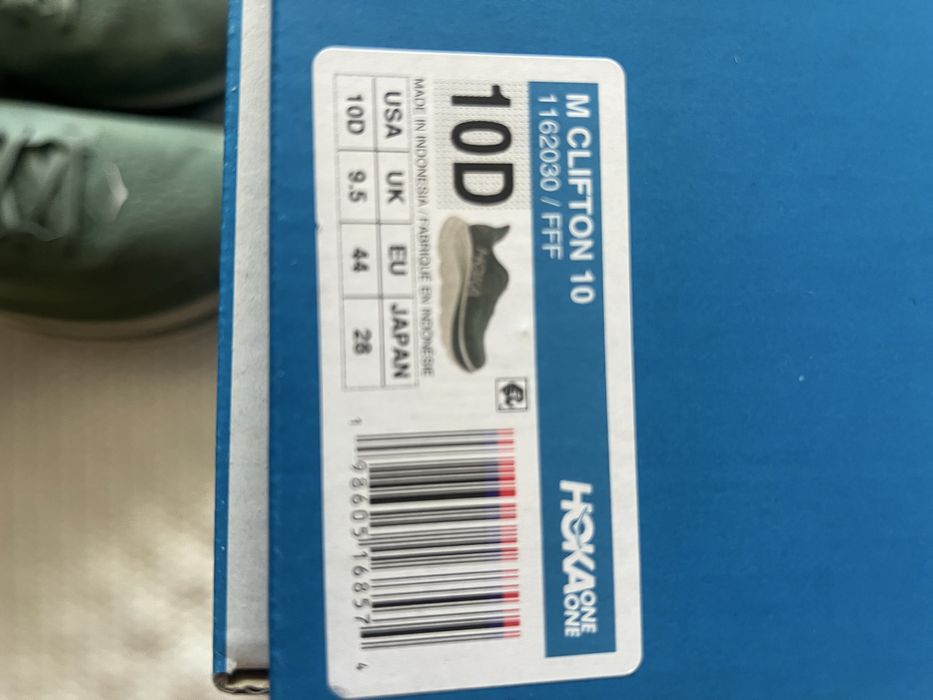 M CLIFTON 10
1162030 / FFF
HOKA ONE ONE
10D
HOKA
MADE IN INDONESIA / FABRIQUÉ EN INDONÉSIE
USA UK EU JAPAN
10D 9.5 44 28
1 98605 16857 4